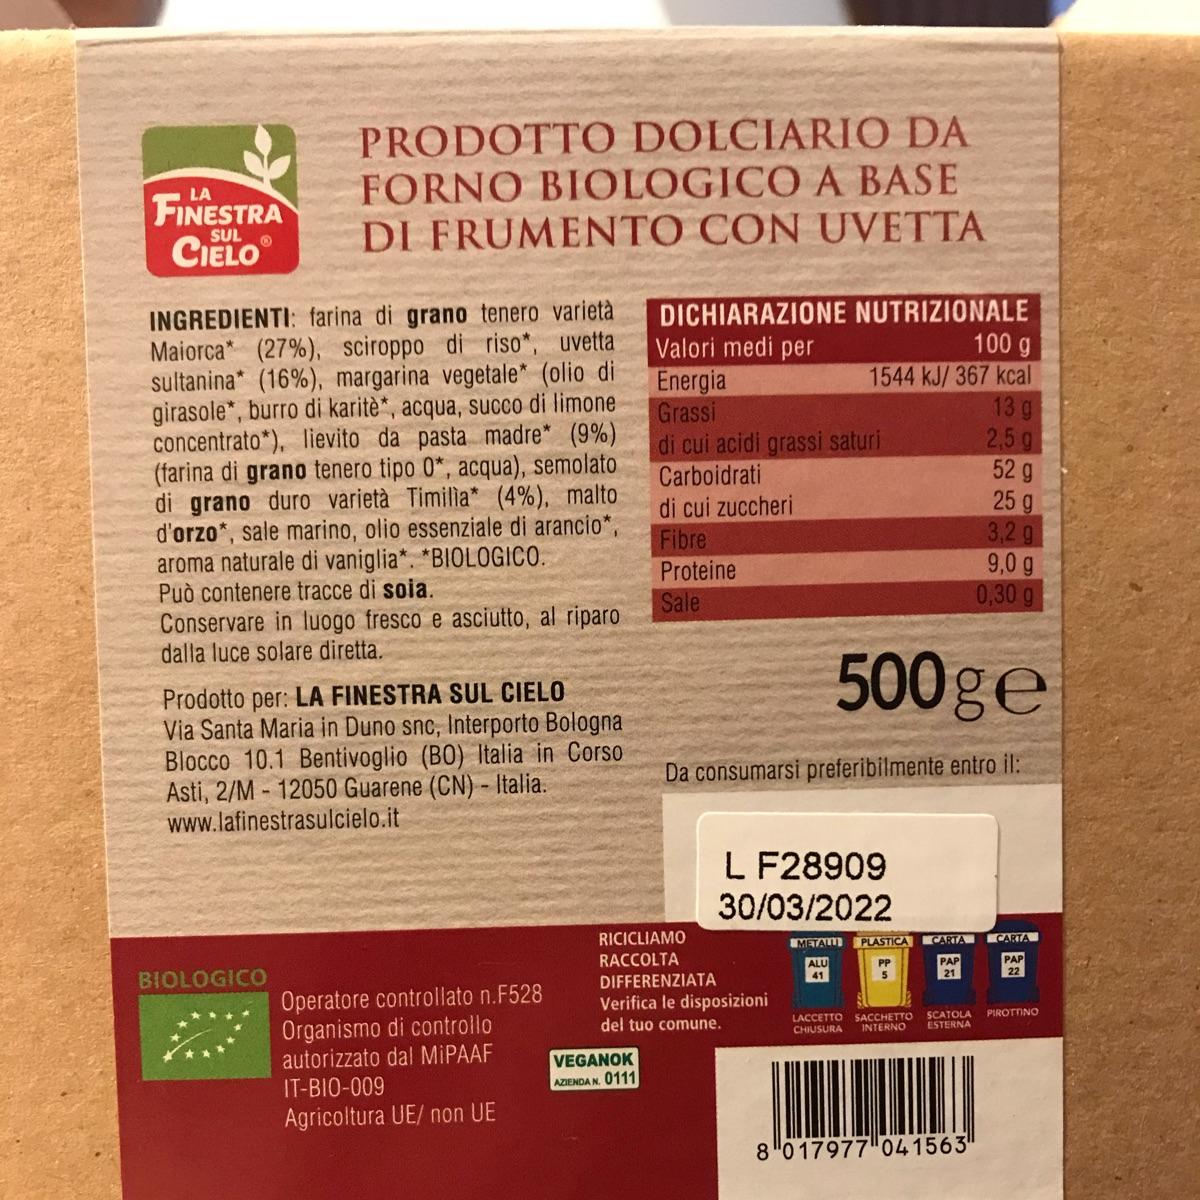 LA
FINESTRA
SUL
CIELO®
PRODOTTO DOLCIARIO DA
FORNO BIOLOGICO A BASE
DI FRUMENTO CON UVETTA
INGREDIENTI: farina di grano tenero varietà
Maiorca* (27%), sciroppo di riso*, uvetta
sultanina* (16%), margarina vegetale* (olio di
girasole*, burro di karitè*, acqua, succo di limone
concentrato*), lievito da pasta madre* (9%)
(farina di grano tenero tipo 0*, acqua), semolato
di grano duro varietà Timilìa* (4%), malto
d'orzo*, sale marino, olio essenziale di arancio*,
aroma naturale di vaniglia*. *BIOLOGICO.
Può contenere tracce di soia.
Conservare in luogo fresco e asciutto, al riparo
dalla luce solare diretta.
Prodotto per: LA FINESTRA SUL CIELO
Via Santa Maria in Duno snc, Interporto Bologna
Blocco 10.1 Bentivoglio (BO) Italia in Corso
Asti, 2/M - 12050 Guarene (CN) - Italia.
www.lafinestrasulcielo.it
DICHIARAZIONE NUTRIZIONALE
Valori medi per 100 g
Energia 1544 kJ/ 367 kcal
Grassi 13 g
di cui acidi grassi saturi 2,5 g
Carboidrati 52 g
di cui zuccheri 25 g
Fibre 3,2 g
Proteine 9,0 g
Sale 0,30 g
500 g e
Da consumarsi preferibilmente entro il:
L F28909
30/03/2022
BIOLOGICO
Operatore controllato n.F528
Organismo di controllo
autorizzato dal MiPAAF
IT-BIO-009
Agricoltura UE/ non UE
VEGANOK
AZIENDA N. 0111
RICICLIAMO
RACCOLTA
DIFFERENZIATA
Verifica le disposizioni
del tuo comune.
METALLI
ALU
41
LACCETTO
CHIUSURA
PLASTICA
PP
5
SACCHETTO
INTERNO
CARTA
PAP
21
SCATOLA
ESTERNA
CARTA
PAP
22
PIROTTINO
8 017977 041563